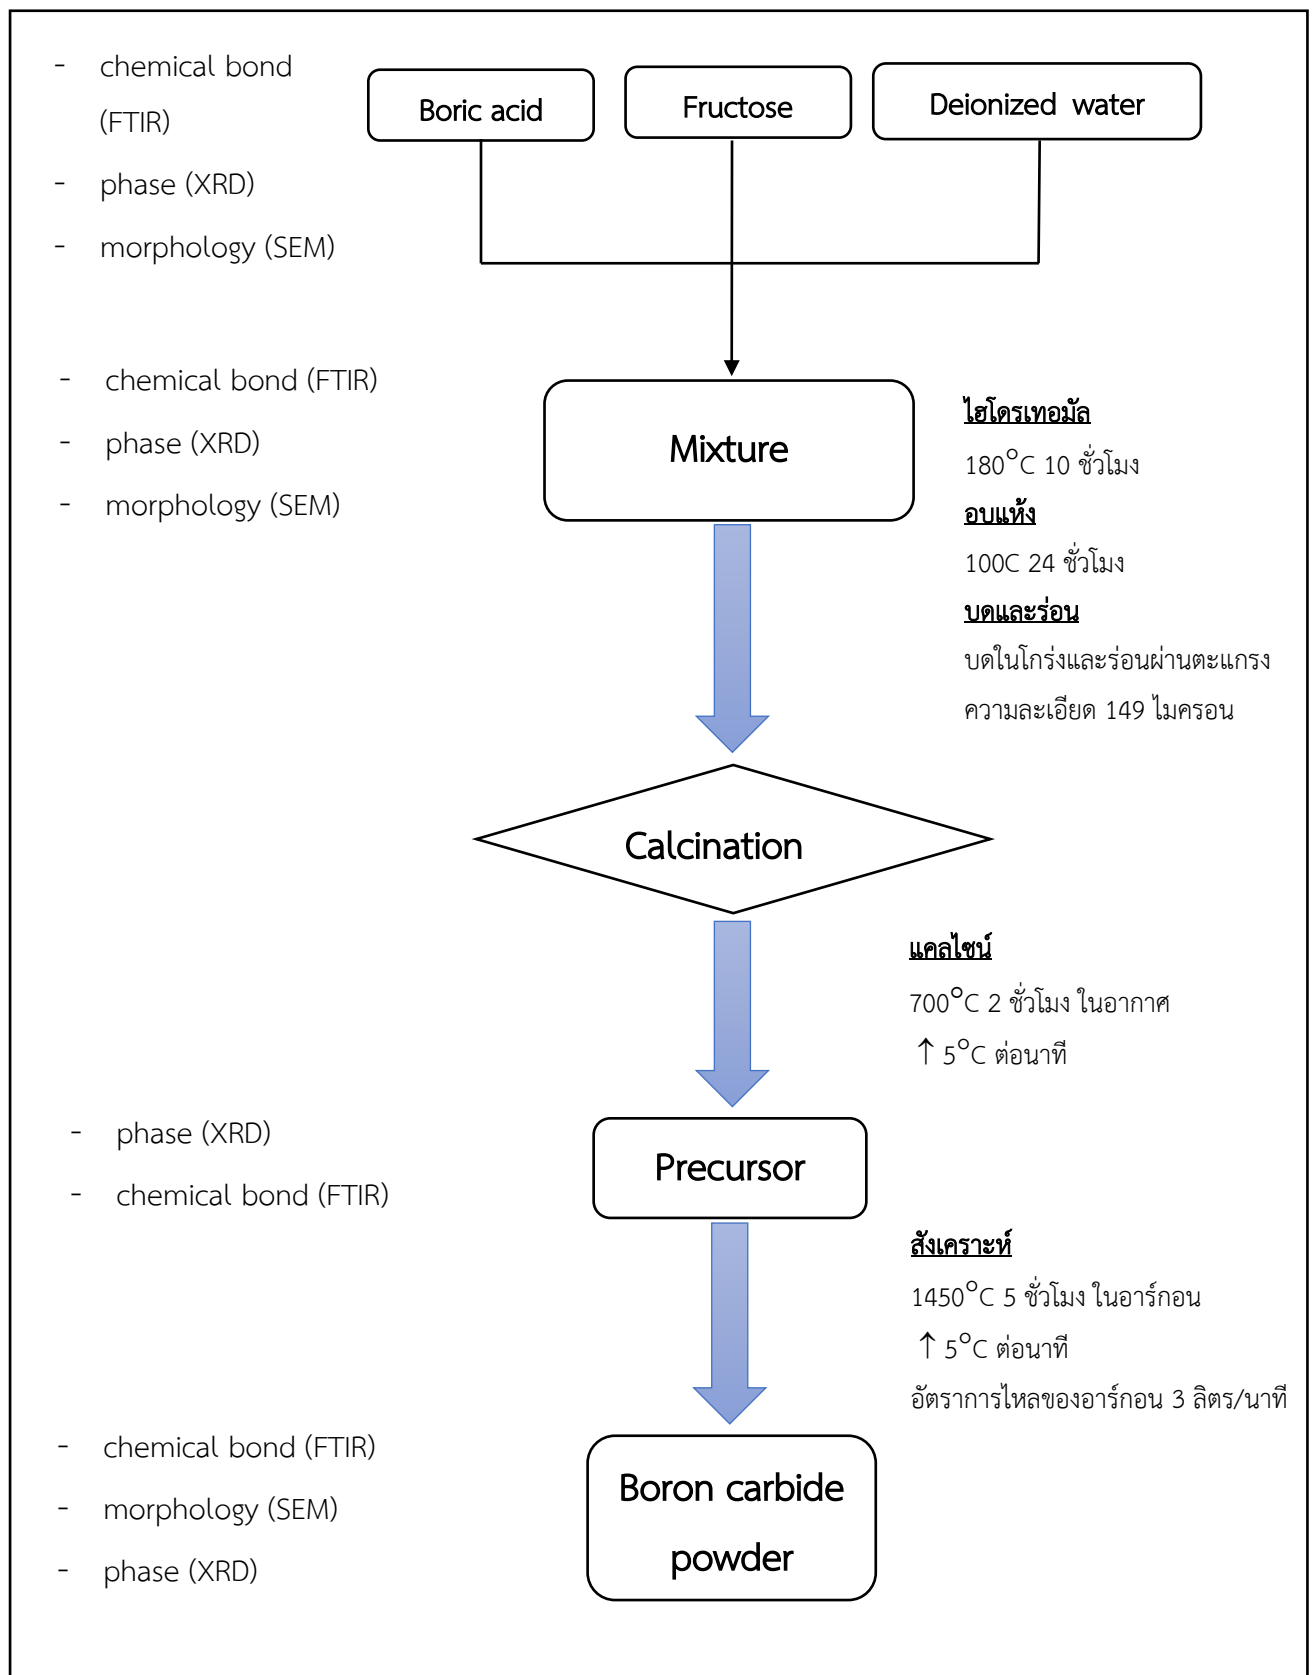 - chemical bond
(FTIR)
- phase (XRD)
- morphology (SEM)
Boric acid
Fructose
Deionized water
- chemical bond (FTIR)
- phase (XRD)
- morphology (SEM)
Mixture
ไฮโดรเทอมัล
180°C 10 ชั่วโมง
อบแห้ง
100C 24 ชั่วโมง
บดและร่อน
บดในโกร่งและร่อนผ่านตะแกรง
ความละเอียด 149 ไมครอน
Calcination
แคลไซน์
700°C 2 ชั่วโมง ในอากาศ
↑ 5°C ต่อนาที
- phase (XRD)
- chemical bond (FTIR)
Precursor
สังเคราะห์
1450°C 5 ชั่วโมง ในอาร์กอน
↑ 5°C ต่อนาที
อัตราการไหลของอาร์กอน 3 ลิตร/นาที
- chemical bond (FTIR)
- morphology (SEM)
- phase (XRD)
Boron carbide
powder